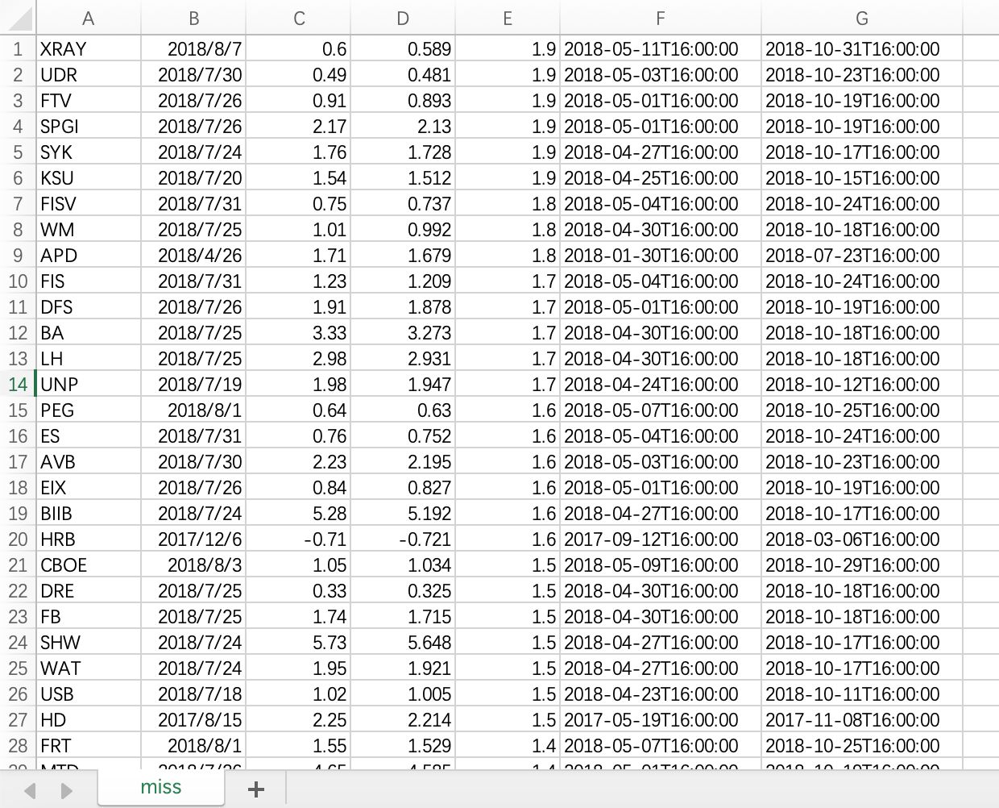 A B C D E F G
1 XRAY 2018/8/7 0.6 0.589 1.9 2018-05-11T16:00:00 2018-10-31T16:00:00
2 UDR 2018/7/30 0.49 0.481 1.9 2018-05-03T16:00:00 2018-10-23T16:00:00
3 FTV 2018/7/26 0.91 0.893 1.9 2018-05-01T16:00:00 2018-10-19T16:00:00
4 SPGI 2018/7/26 2.17 2.13 1.9 2018-05-01T16:00:00 2018-10-19T16:00:00
5 SYK 2018/7/24 1.76 1.728 1.9 2018-04-27T16:00:00 2018-10-17T16:00:00
6 KSU 2018/7/20 1.54 1.512 1.9 2018-04-25T16:00:00 2018-10-15T16:00:00
7 FISV 2018/7/31 0.75 0.737 1.8 2018-05-04T16:00:00 2018-10-24T16:00:00
8 WM 2018/7/25 1.01 0.992 1.8 2018-04-30T16:00:00 2018-10-18T16:00:00
9 APD 2018/4/26 1.71 1.679 1.8 2018-01-30T16:00:00 2018-07-23T16:00:00
10 FIS 2018/7/31 1.23 1.209 1.7 2018-05-04T16:00:00 2018-10-24T16:00:00
11 DFS 2018/7/26 1.91 1.878 1.7 2018-05-01T16:00:00 2018-10-19T16:00:00
12 BA 2018/7/25 3.33 3.273 1.7 2018-04-30T16:00:00 2018-10-18T16:00:00
13 LH 2018/7/25 2.98 2.931 1.7 2018-04-30T16:00:00 2018-10-18T16:00:00
14 UNP 2018/7/19 1.98 1.947 1.7 2018-04-24T16:00:00 2018-10-12T16:00:00
15 PEG 2018/8/1 0.64 0.63 1.6 2018-05-07T16:00:00 2018-10-25T16:00:00
16 ES 2018/7/31 0.76 0.752 1.6 2018-05-04T16:00:00 2018-10-24T16:00:00
17 AVB 2018/7/30 2.23 2.195 1.6 2018-05-03T16:00:00 2018-10-23T16:00:00
18 EIX 2018/7/26 0.84 0.827 1.6 2018-05-01T16:00:00 2018-10-19T16:00:00
19 BIIB 2018/7/24 5.28 5.192 1.6 2018-04-27T16:00:00 2018-10-17T16:00:00
20 HRB 2017/12/6 -0.71 -0.721 1.6 2017-09-12T16:00:00 2018-03-06T16:00:00
21 CBOE 2018/8/3 1.05 1.034 1.5 2018-05-09T16:00:00 2018-10-29T16:00:00
22 DRE 2018/7/25 0.33 0.325 1.5 2018-04-30T16:00:00 2018-10-18T16:00:00
23 FB 2018/7/25 1.74 1.715 1.5 2018-04-30T16:00:00 2018-10-18T16:00:00
24 SHW 2018/7/24 5.73 5.648 1.5 2018-04-27T16:00:00 2018-10-17T16:00:00
25 WAT 2018/7/24 1.95 1.921 1.5 2018-04-27T16:00:00 2018-10-17T16:00:00
26 USB 2018/7/18 1.02 1.005 1.5 2018-04-23T16:00:00 2018-10-11T16:00:00
27 HD 2017/8/15 2.25 2.214 1.5 2017-05-19T16:00:00 2017-11-08T16:00:00
28 FRT 2018/8/1 1.55 1.529 1.4 2018-05-07T16:00:00 2018-10-25T16:00:00
miss